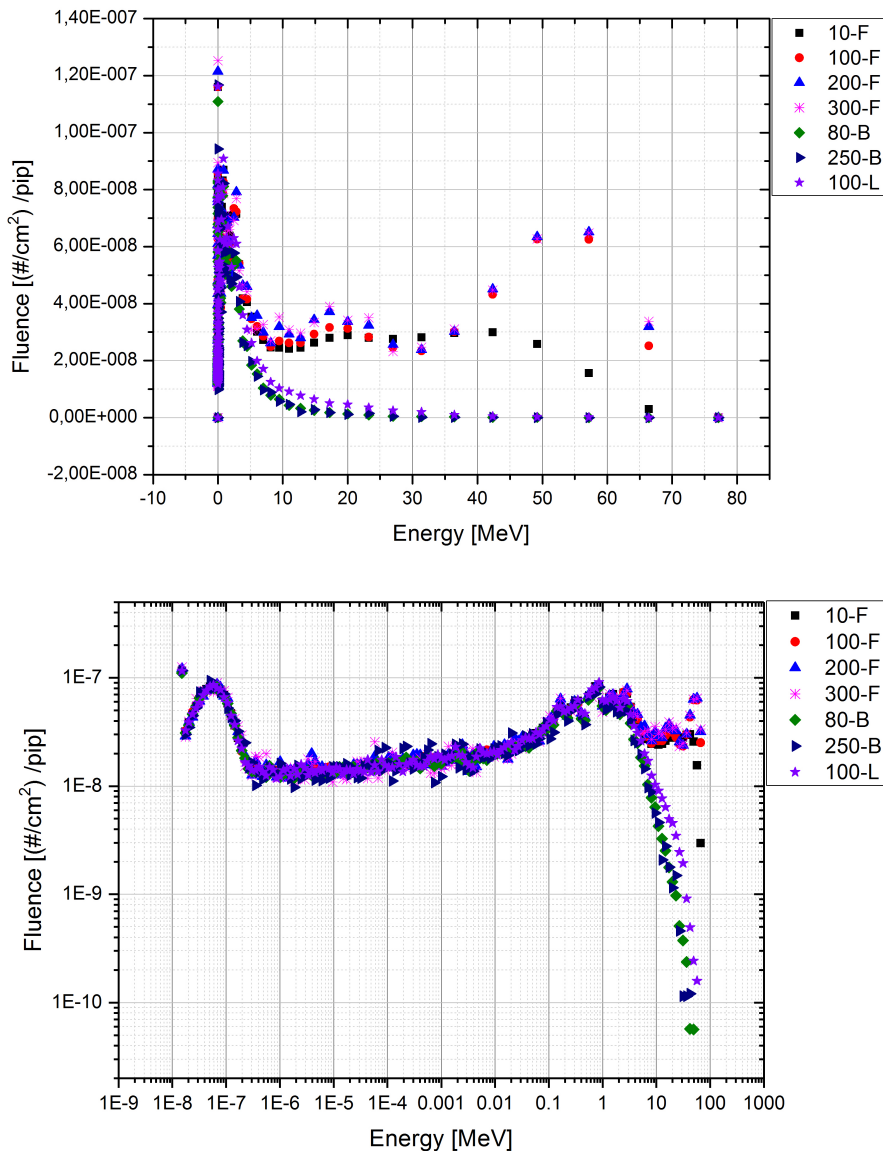 1,40E-007
1,20E-007
1,00E-007
8,00E-008
6,00E-008
4,00E-008
2,00E-008
0,00E+000
-2,00E-008
Fluence [(#/cm²) /pip]
-10 0 10 20 30 40 50 60 70 80
Energy [MeV]
10-F
100-F
200-F
300-F
80-B
250-B
100-L
1E-7
1E-8
1E-9
1E-10
Fluence [(#/cm²) /pip]
1E-9 1E-8 1E-7 1E-6 1E-5 1E-4 0.001 0.01 0.1 1 10 100 1000
Energy [MeV]
10-F
100-F
200-F
300-F
80-B
250-B
100-L